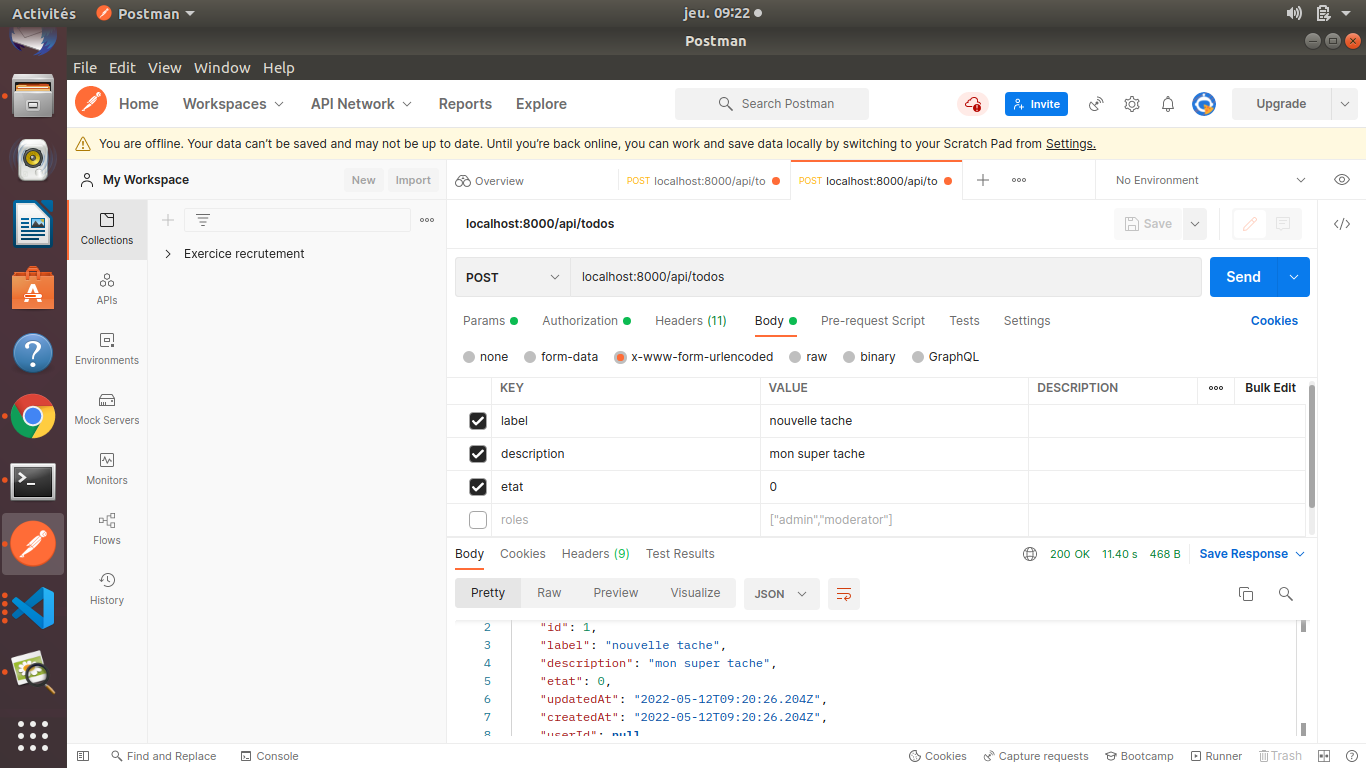 Activités Postman jeu. 09:22
Postman
File Edit View Window Help
Home Workspaces API Network Reports Explore Search Postman Invite Upgrade
You are offline. Your data can't be saved and may not be up to date. Until you're back online, you can work and save data locally by switching to your Scratch Pad from Settings.
My Workspace New Import Overview POST localhost:8000/api/to POST localhost:8000/api/to No Environment
Collections
Exercice recrutement
APIs
Environments
Mock Servers
Monitors
Flows
History
localhost:8000/api/todos Save
POST localhost:8000/api/todos Send
Params Authorization Headers (11) Body Pre-request Script Tests Settings Cookies
none form-data x-www-form-urlencoded raw binary GraphQL
KEY VALUE DESCRIPTION Bulk Edit
label nouvelle tache
description mon super tache
etat 0
roles ["admin","moderator"]
Body Cookies Headers (9) Test Results 200 OK 11.40 s 468 B Save Response
Pretty Raw Preview Visualize JSON
2 "id": 1,
3 "label": "nouvelle tache",
4 "description": "mon super tache",
5 "etat": 0,
6 "updatedAt": "2022-05-12T09:20:26.204Z",
7 "createdAt": "2022-05-12T09:20:26.204Z",
8 "userId": null
Find and Replace Console Cookies Capture requests Bootcamp Runner Trash